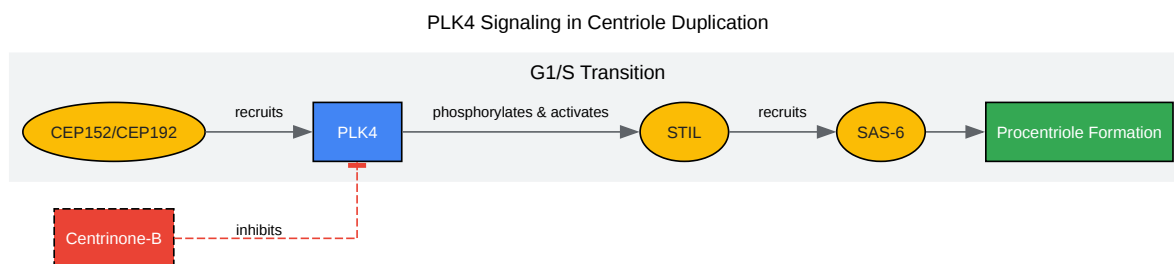 PLK4 Signaling in Centriole Duplication
G1/S Transition
CEP152/CEP192
recruits
PLK4
phosphorylates & activates
STIL
recruits
SAS-6
Procentriole Formation
Centrinone-B
inhibits